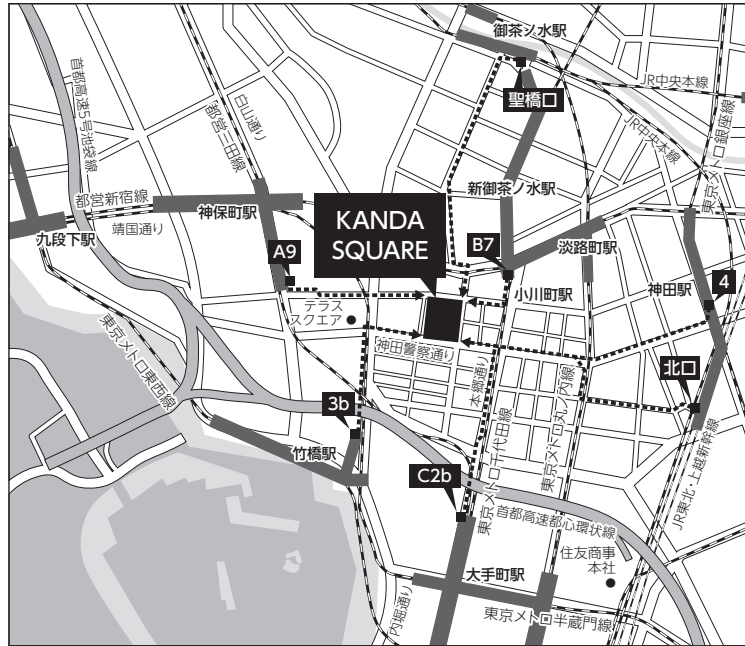 御茶ノ水駅
首都高速5号池袋線
白山通り
都営三田線
聖橋口
JR中央本線
JR中央本線
東京メトロ銀座線
都営新宿線
神保町駅
新御茶ノ水駅
九段下駅
靖国通り
KANDA
SQUARE
A9
B7
淡路町駅
小川町駅
神田駅
4
テラス
スクエア
神田警察通り
本郷通り
東京メトロ東西線
東京メトロ丸ノ内線
北口
3b
竹橋駅
東京メトロ千代田線
C2b
首都高速都心環状線
JR東北・上越新幹線
住友商事
本社
大手町駅
内堀通り
東京メトロ半蔵門線